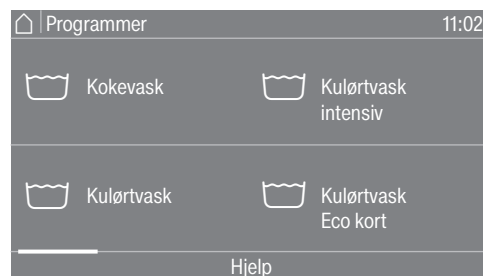 Programmer
11:02
Kokevask
Kulørtvask
intensiv
Kulørtvask
Kulørtvask
Eco kort
Hjelp